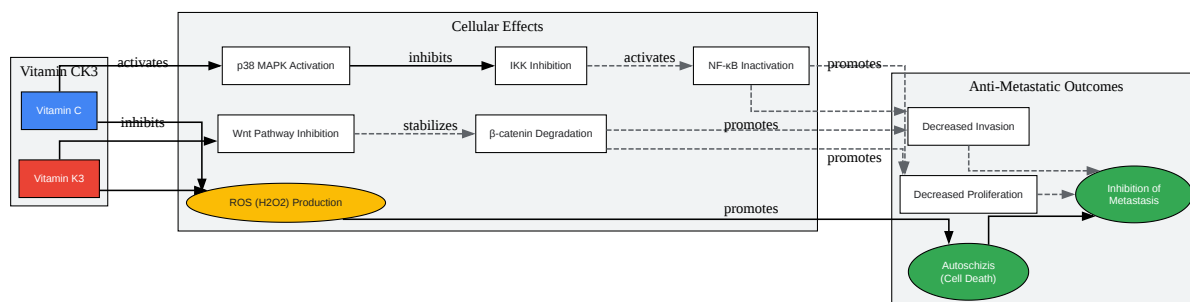 Cellular Effects
Vitamin CK3
activates
p38 MAPK Activation
inhibits
IKK Inhibition
activates
NF-κB Inactivation
promotes
Anti-Metastatic Outcomes
Vitamin C
inhibits
Wnt Pathway Inhibition
stabilizes
β-catenin Degradation
promotes
Decreased Invasion
promotes
Vitamin K3
ROS (H2O2) Production
promotes
Decreased Proliferation
Inhibition of
Metastasis
Autoschizis
(Cell Death)